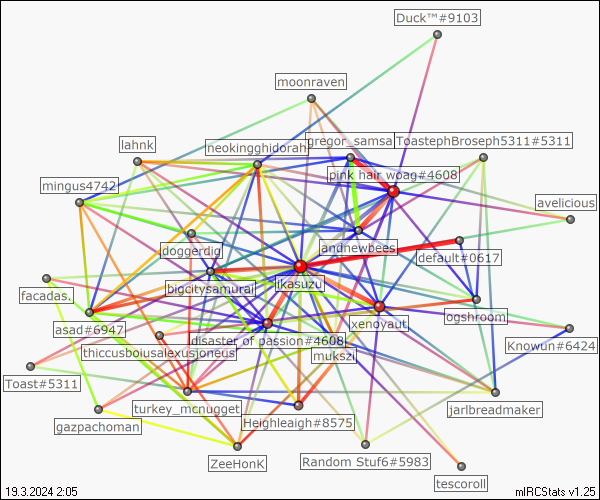 Duck™#9103
moonraven
gregor_samsa
ToastephBroseph5311#5311
lahnk
neokingghidorah
pink hair woag#4608
mingus4742
avelicious
andnewbees
doggerdig
default#0617
bigcitysamurai
jkasuzu
facadas.
ogshroom
xenoyaut
asad#6947
disaster of passion#4608
Knowun#6424
thiccusboiusalexusjoneus
mukszi
Toast#5311
turkey_mcnugget
jarlbreadmaker
gazpachoman
Heighleigh#8575
ZeeHonK
Random Stuf6#5983
tescoroll
19.3.2024 2:05
mIRCStats v1.25